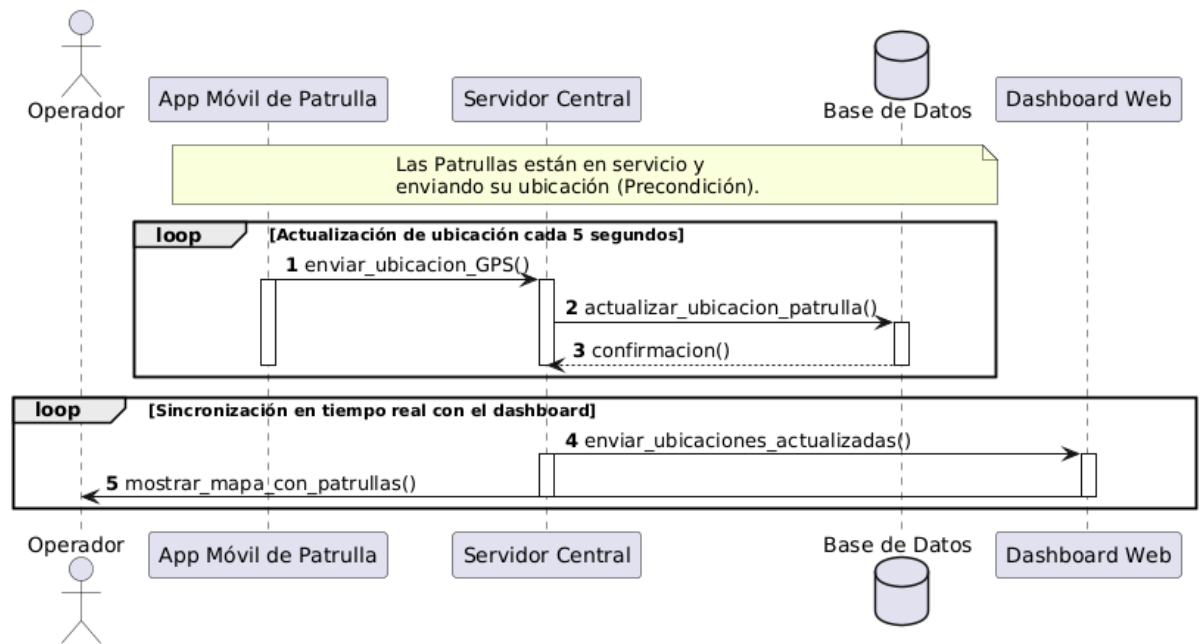 Operador
App Móvil de Patrulla
Servidor Central
Base de Datos
Dashboard Web
Las Patrullas están en servicio y
enviando su ubicación (Precondición).
loop [Actualización de ubicación cada 5 segundos]
1 enviar_ubicacion_GPS()
2 actualizar_ubicacion_patrulla()
3 confirmacion()
loop [Sincronización en tiempo real con el dashboard]
4 enviar_ubicaciones_actualizadas()
5 mostrar_mapa_con_patrullas()
Operador
App Móvil de Patrulla
Servidor Central
Base de Datos
Dashboard Web